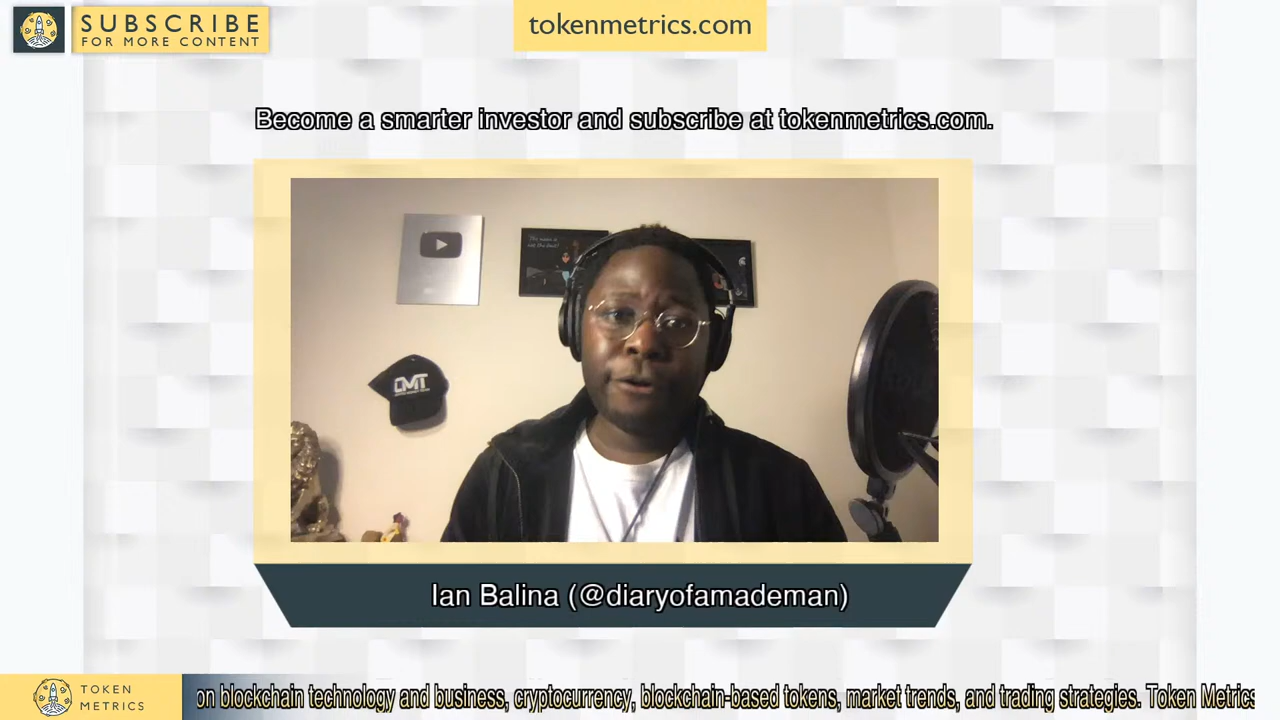 SUBSCRIBE
FOR MORE CONTENT
tokenmetrics.com
Become a smarter investor and subscribe at tokenmetrics.com.
Ian Balina (@diaryofamademan)
TOKEN
METRICS
on blockchain technology and business, cryptocurrency, blockchain-based tokens, market trends, and trading strategies. Token Metrics